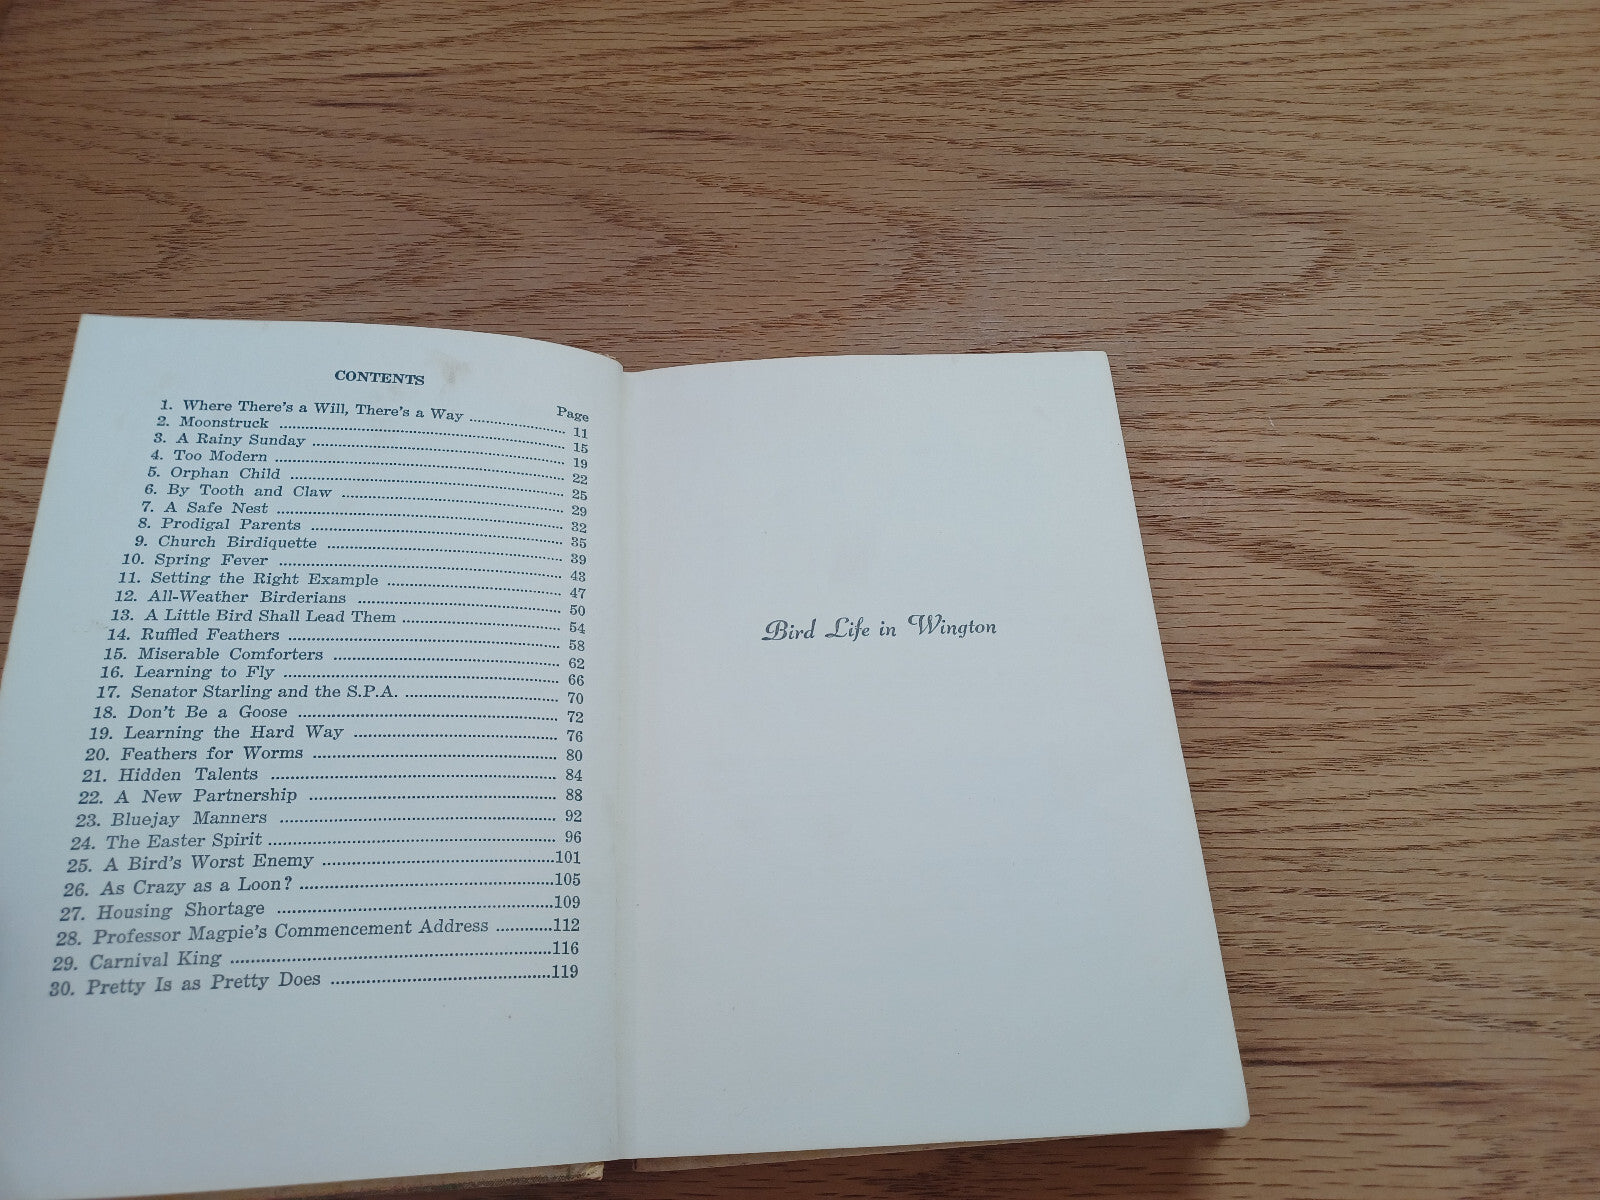 CONTENTS
Page
1. Where There's a Will, There's a Way ........................ 11
2. Moonstruck ........................ 15
3. A Rainy Sunday ........................ 19
4. Too Modern ........................ 22
5. Orphan Child ........................ 25
6. By Tooth and Claw ........................ 29
7. A Safe Nest ........................ 32
8. Prodigal Parents ........................ 35
9. Church Birdiquette ........................ 39
10. Spring Fever ........................ 43
11. Setting the Right Example ........................ 47
12. All-Weather Birderians ........................ 50
13. A Little Bird Shall Lead Them ........................ 54
14. Ruffled Feathers ........................ 58
15. Miserable Comforters ........................ 62
16. Learning to Fly ........................ 66
17. Senator Starling and the S.P.A. ........................ 70
18. Don't Be a Goose ........................ 72
19. Learning the Hard Way ........................ 76
20. Feathers for Worms ........................ 80
21. Hidden Talents ........................ 84
22. A New Partnership ........................ 88
23. Bluejay Manners ........................ 92
24. The Easter Spirit ........................ 96
25. A Bird's Worst Enemy ........................101
26. As Crazy as a Loon? ........................105
27. Housing Shortage ........................109
28. Professor Magpie's Commencement Address ...........112
29. Carnival King ........................116
30. Pretty Is as Pretty Does ........................119
Bird Life in Wington